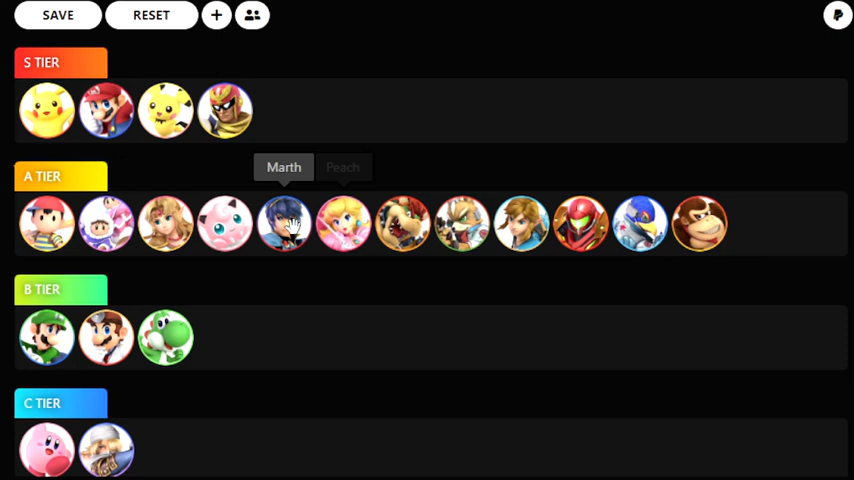 SAVE RESET +
S TIER
Marth Peach
A TIER
B TIER
C TIER